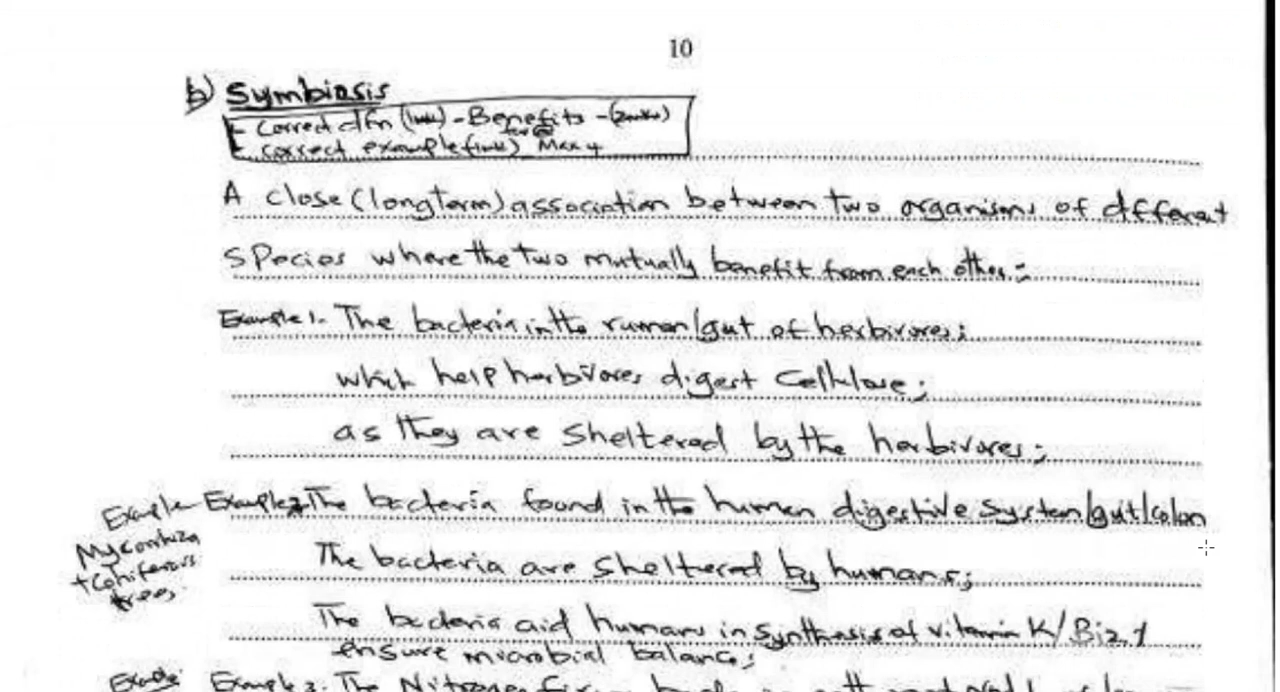 10
b) Symbiosis
- Correct dfn (1mk) - Benefits - (2mks)
- Correct example (1mk) Max 4
A close (longterm) association between two organisms of different
species where the two mutually benefit from each other;
Example 1. The bacteria in the rumen/gut of herbivores;
which help herbivores digest cellulose;
as they are sheltered by the herbivores;
Example Example 2 The bacteria found in the human digestive system/gut/colon
Mycorrhiza
+ Coniferous
trees
The bacteria are sheltered by humans;
The bacteria aid humans in synthesis of vitamin K/B12/
ensure microbial balance;
Example 3. The Nitrogen fixing